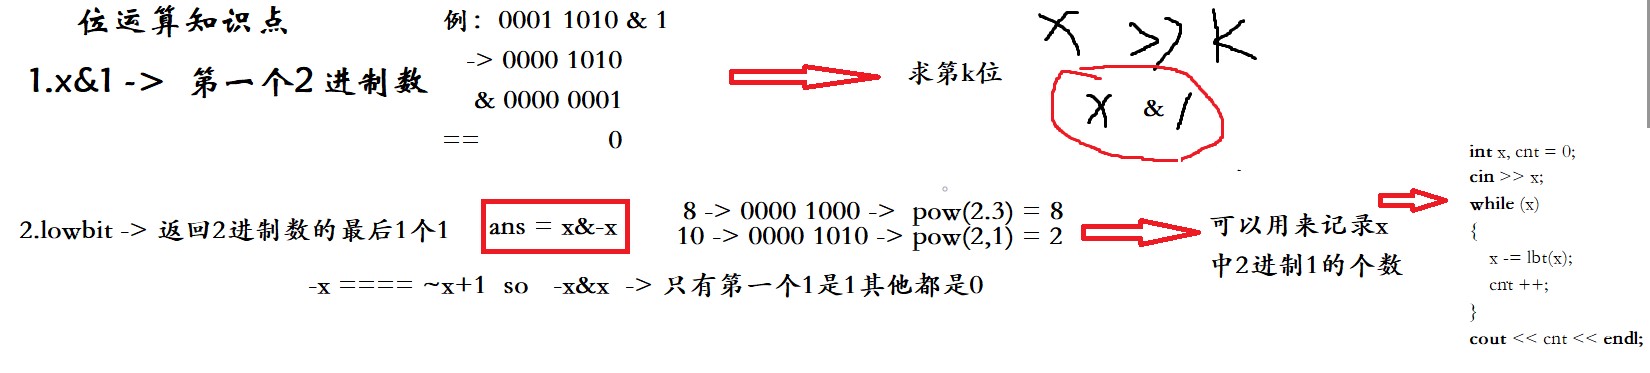 位运算知识点
1.x&1 -> 第一个2 进制数
例：0001 1010 & 1
-> 0000 1010
& 0000 0001
== 0
求第k位
x >> k
x & 1
2.lowbit -> 返回2进制数的最后1个1
ans = x&-x
8 -> 0000 1000 -> pow(2.3) = 8
10 -> 0000 1010 -> pow(2,1) = 2
可以用来记录x
中2进制1的个数
-x ==== ~x+1 so -x&x -> 只有第一个1是1其他都是0
int x, cnt = 0;
cin >> x;
while (x)
{
x -= lbt(x);
cnt ++;
}
cout << cnt << endl;